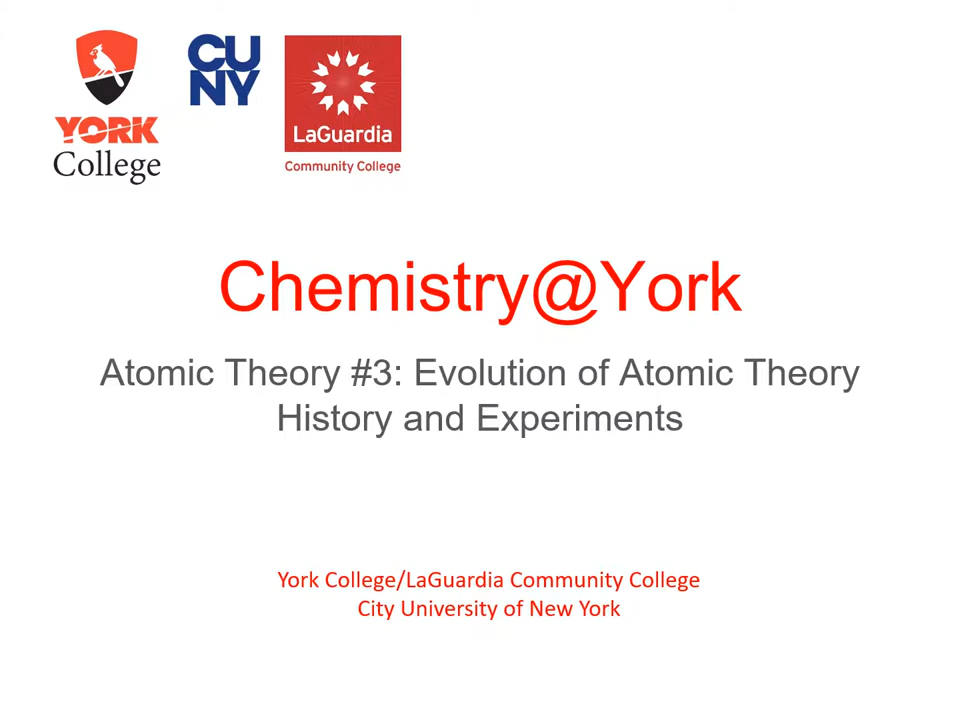 YORK
College
CU
NY
LaGuardia
Community College
Chemistry@York
Atomic Theory #3: Evolution of Atomic Theory
History and Experiments
York College/LaGuardia Community College
City University of New York